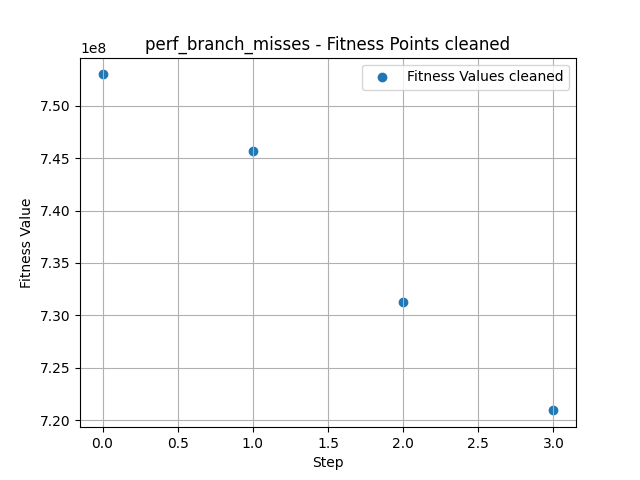 perf_branch_misses - Fitness Points cleaned
1e8
Fitness Values cleaned
7.50
7.45
7.40
7.35
7.30
7.25
7.20
Fitness Value
0.0 0.5 1.0 1.5 2.0 2.5 3.0
Step